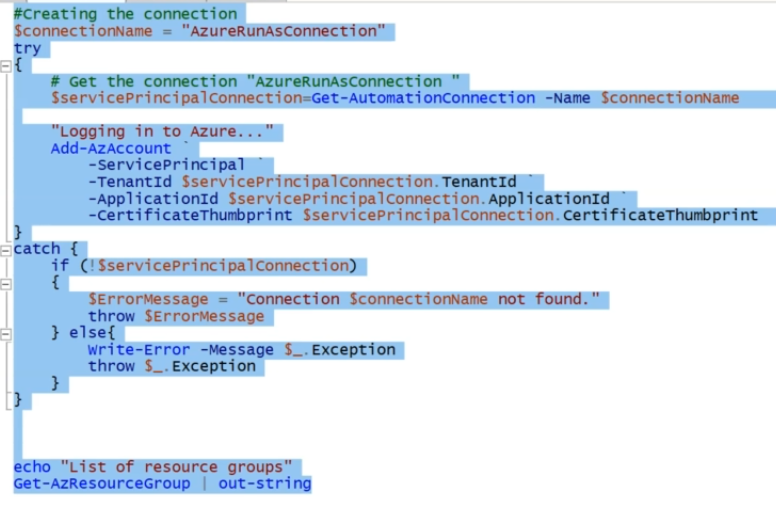 #Creating the connection
$connectionName = "AzureRunAsConnection"
try
{
    # Get the connection "AzureRunAsConnection "
    $servicePrincipalConnection=Get-AutomationConnection -Name $connectionName

    "Logging in to Azure..."
    Add-AzAccount `
        -ServicePrincipal `
        -TenantId $servicePrincipalConnection.TenantId `
        -ApplicationId $servicePrincipalConnection.ApplicationId `
        -CertificateThumbprint $servicePrincipalConnection.CertificateThumbprint
}
catch {
    if (!$servicePrincipalConnection)
    {
        $ErrorMessage = "Connection $connectionName not found."
        throw $ErrorMessage
    } else{
        Write-Error -Message $_.Exception
        throw $_.Exception
    }
}

echo "List of resource groups"
Get-AzResourceGroup | out-string